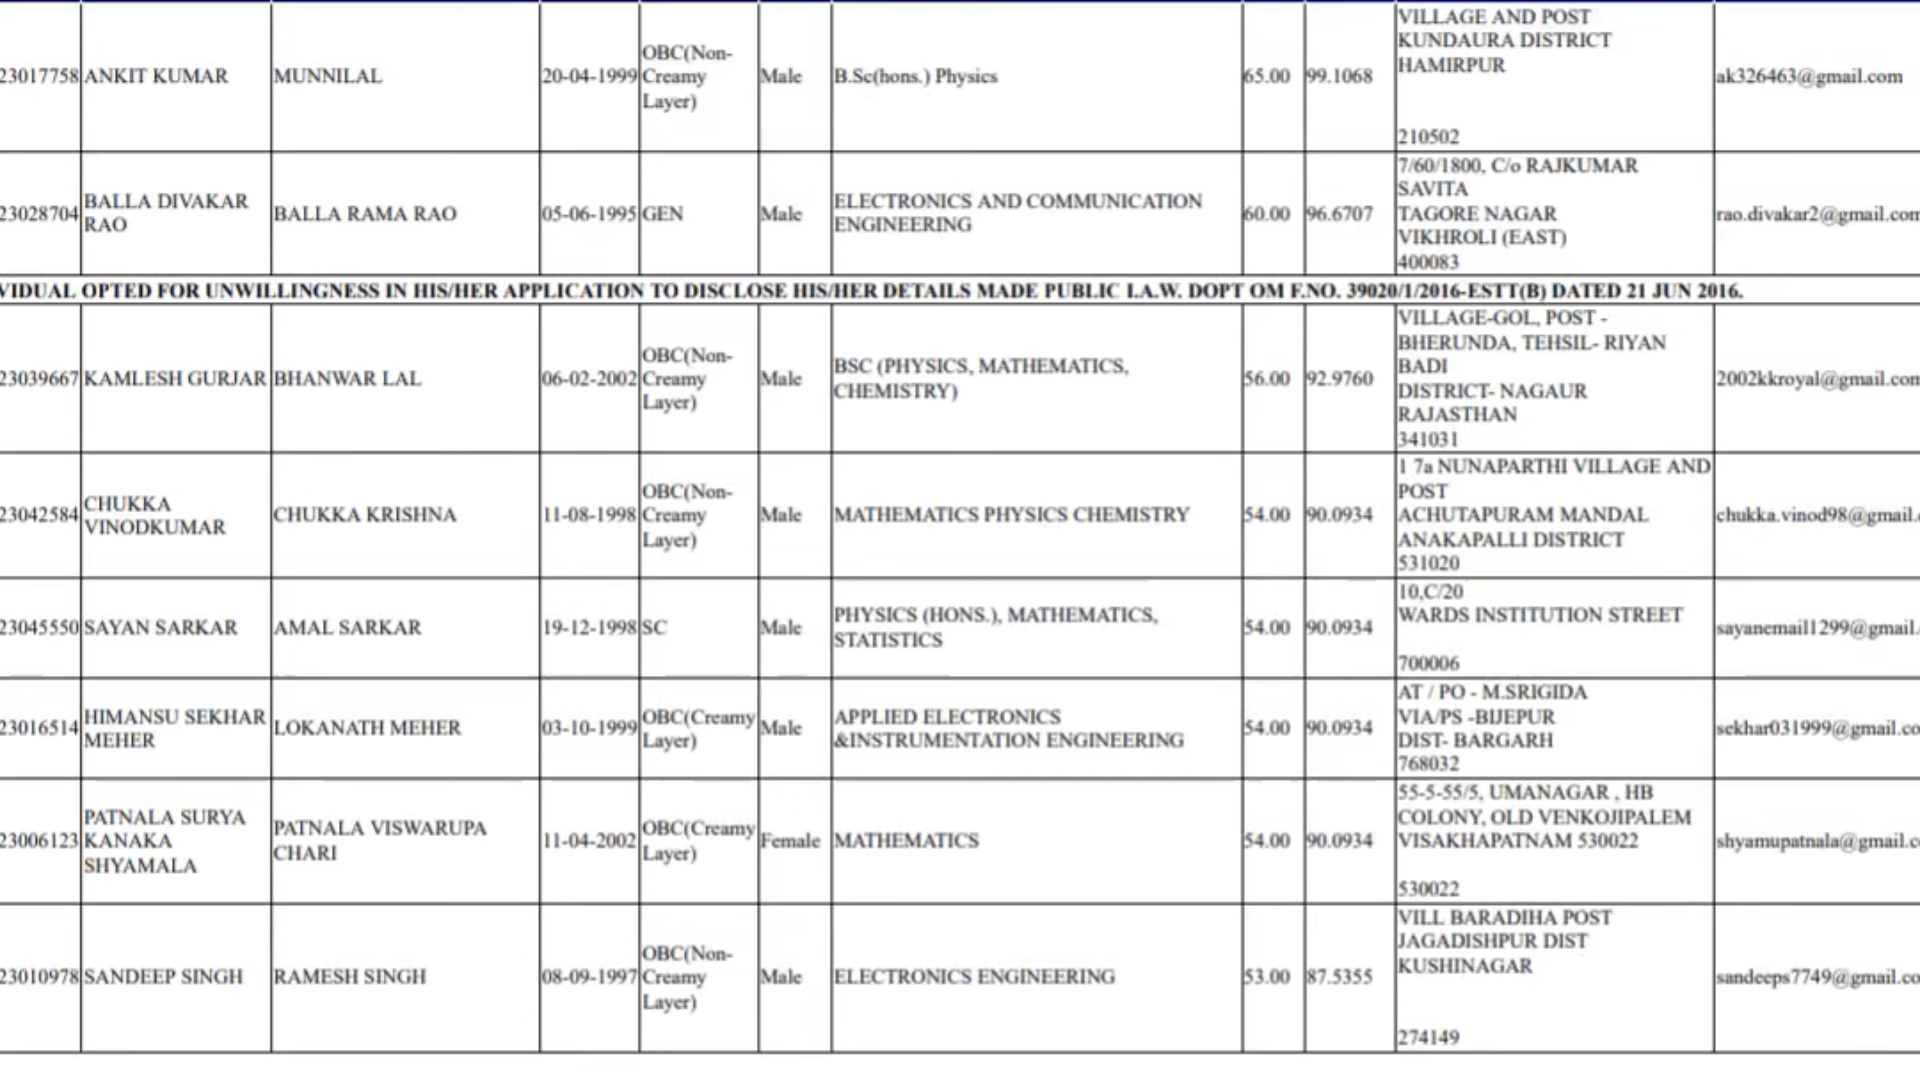 23017758 ANKIT KUMAR MUNNILAL 20-04-1999 OBC(Non-Creamy Layer) Male B.Sc(hons.) Physics 65.00 99.1068 VILLAGE AND POST KUNDAURA DISTRICT HAMIRPUR 210502 ak326463@gmail.com
23028704 BALLA DIVAKAR RAO BALLA RAMA RAO 05-06-1995 GEN Male ELECTRONICS AND COMMUNICATION ENGINEERING 60.00 96.6707 7/60/1800, C/o RAJKUMAR SAVITA TAGORE NAGAR VIKHROLI (EAST) 400083 rao.divakar2@gmail.com
VIDUAL OPTED FOR UNWILLINGNESS IN HIS/HER APPLICATION TO DISCLOSE HIS/HER DETAILS MADE PUBLIC I.A.W. DOPT OM F.NO. 39020/1/2016-ESTT(B) DATED 21 JUN 2016.
23039667 KAMLESH GURJAR BHANWAR LAL 06-02-2002 OBC(Non-Creamy Layer) Male BSC (PHYSICS, MATHEMATICS, CHEMISTRY) 56.00 92.9760 VILLAGE-GOL, POST - BHERUNDA, TEHSIL- RIYAN BADI DISTRICT- NAGAUR RAJASTHAN 341031 2002kkroyal@gmail.com
23042584 CHUKKA VINODKUMAR CHUKKA KRISHNA 11-08-1998 OBC(Non-Creamy Layer) Male MATHEMATICS PHYSICS CHEMISTRY 54.00 90.0934 1 7a NUNAPARTHI VILLAGE AND POST ACHUTAPURAM MANDAL ANAKAPALLI DISTRICT 531020 chukka.vinod98@gmail.
23045550 SAYAN SARKAR AMAL SARKAR 19-12-1998 SC Male PHYSICS (HONS.), MATHEMATICS, STATISTICS 54.00 90.0934 10,C/20 WARDS INSTITUTION STREET 700006 sayanemail1299@gmail.
23016514 HIMANSU SEKHAR MEHER LOKANATH MEHER 03-10-1999 OBC(Creamy Layer) Male APPLIED ELECTRONICS &INSTRUMENTATION ENGINEERING 54.00 90.0934 AT / PO - M.SRIGIDA VIA/PS -BIJEPUR DIST- BARGARH 768032 sekhar031999@gmail.co
23006123 PATNALA SURYA KANAKA SHYAMALA PATNALA VISWARUPA CHARI 11-04-2002 OBC(Creamy Layer) Female MATHEMATICS 54.00 90.0934 55-5-55/5, UMANAGAR , HB COLONY, OLD VENKOJIPALEM VISAKHAPATNAM 530022 530022 shyamupatnala@gmail.c
23010978 SANDEEP SINGH RAMESH SINGH 08-09-1997 OBC(Non-Creamy Layer) Male ELECTRONICS ENGINEERING 53.00 87.5355 VILL BARADIHA POST JAGADISHPUR DIST KUSHINAGAR 274149 sandeeps7749@gmail.co